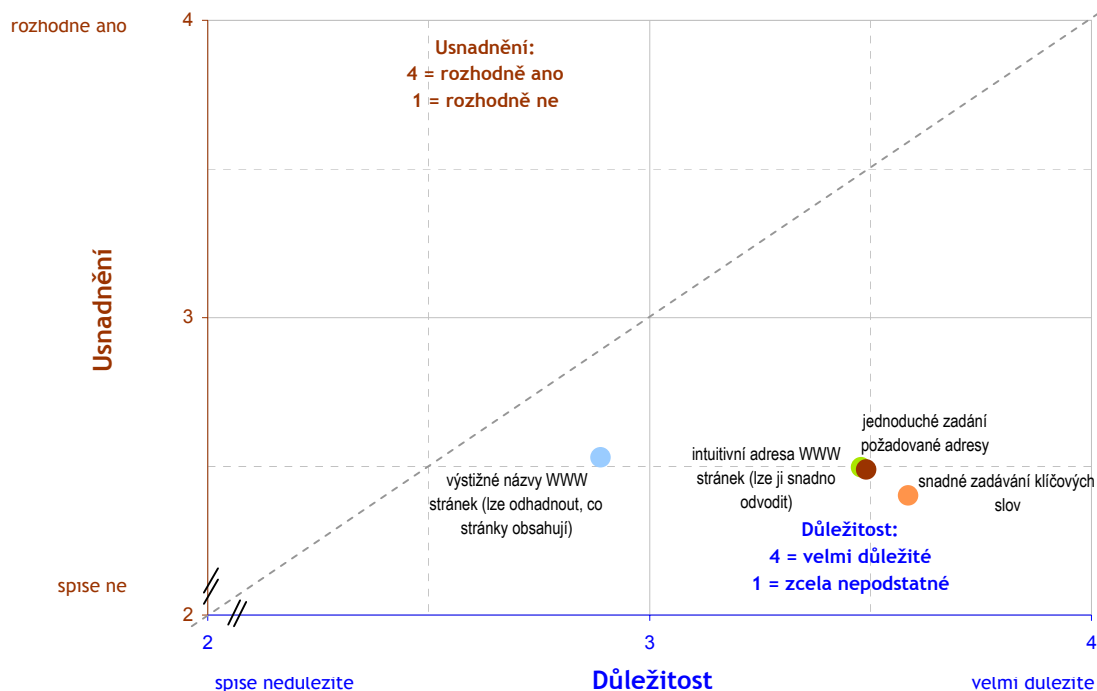 rozhodne ano
4
Usnadnění:
4 = rozhodně ano
1 = rozhodně ne
Usnadnění
3
jednoduché zadání
požadované adresy
intuitivní adresa WWW
stránek (lze ji snadno
odvodit)
výstižné názvy WWW
stránek (lze odhadnout, co
stránky obsahují)
snadné zadávání klíčových
slov
Důležitost:
4 = velmi důležité
1 = zcela nepodstatné
spise ne
2
2
3
4
spise nedulezite
Důležitost
velmi dulezite